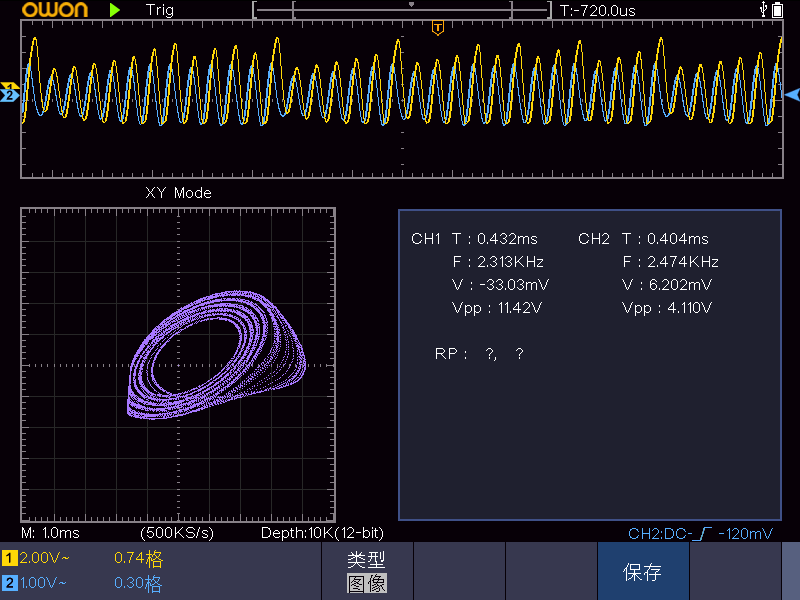 owon Trig T:-720.0us
T
1
2
XY Mode
CH1 T : 0.432ms CH2 T : 0.404ms
F : 2.313KHz F : 2.474KHz
V : -33.03mV V : 6.202mV
Vpp : 11.42V Vpp : 4.110V
RP : ?, ?
M: 1.0ms (500KS/s) Depth:10K(12-bit) CH2:DC- -120mV
1 2.00V~ 0.74格
2 1.00V~ 0.30格
类型
图像
保存